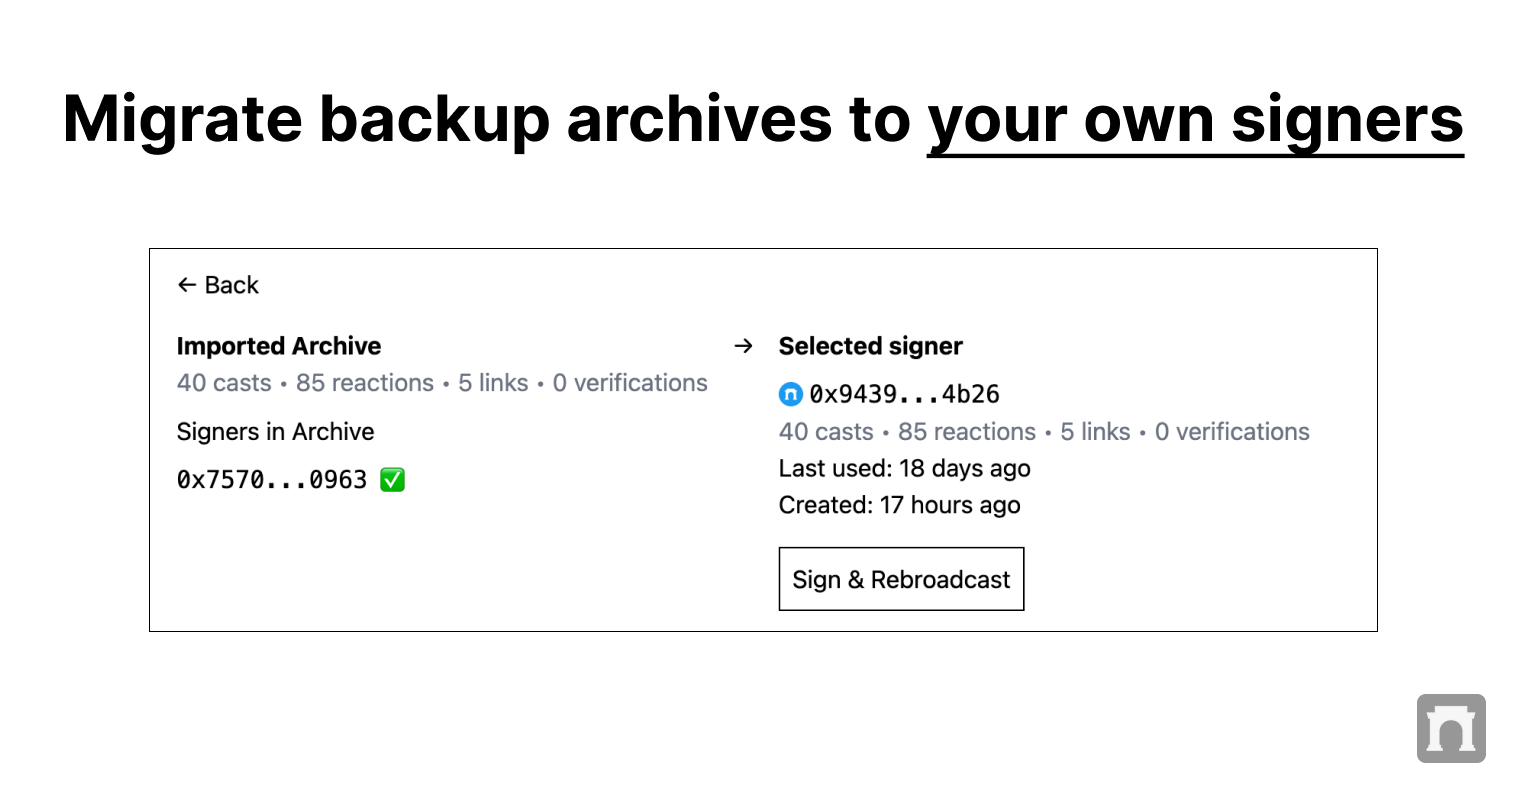 Migrate backup archives to your own signers
← Back
Imported Archive
40 casts • 85 reactions • 5 links • 0 verifications
Signers in Archive
0x7570...0963 ✅
→
Selected signer
0x9439...4b26
40 casts • 85 reactions • 5 links • 0 verifications
Last used: 18 days ago
Created: 17 hours ago
Sign & Rebroadcast